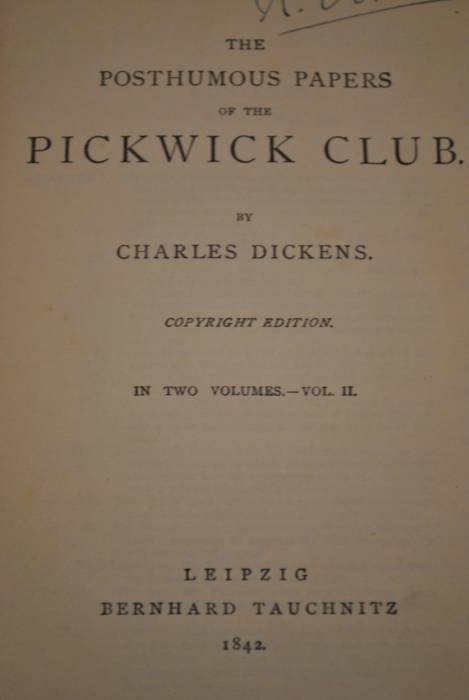 THE
POSTHUMOUS PAPERS
OF THE
PICKWICK CLUB.
BY
CHARLES DICKENS.
COPYRIGHT EDITION.
IN TWO VOLUMES.—VOL. II.
LEIPZIG
BERNHARD TAUCHNITZ
1842.